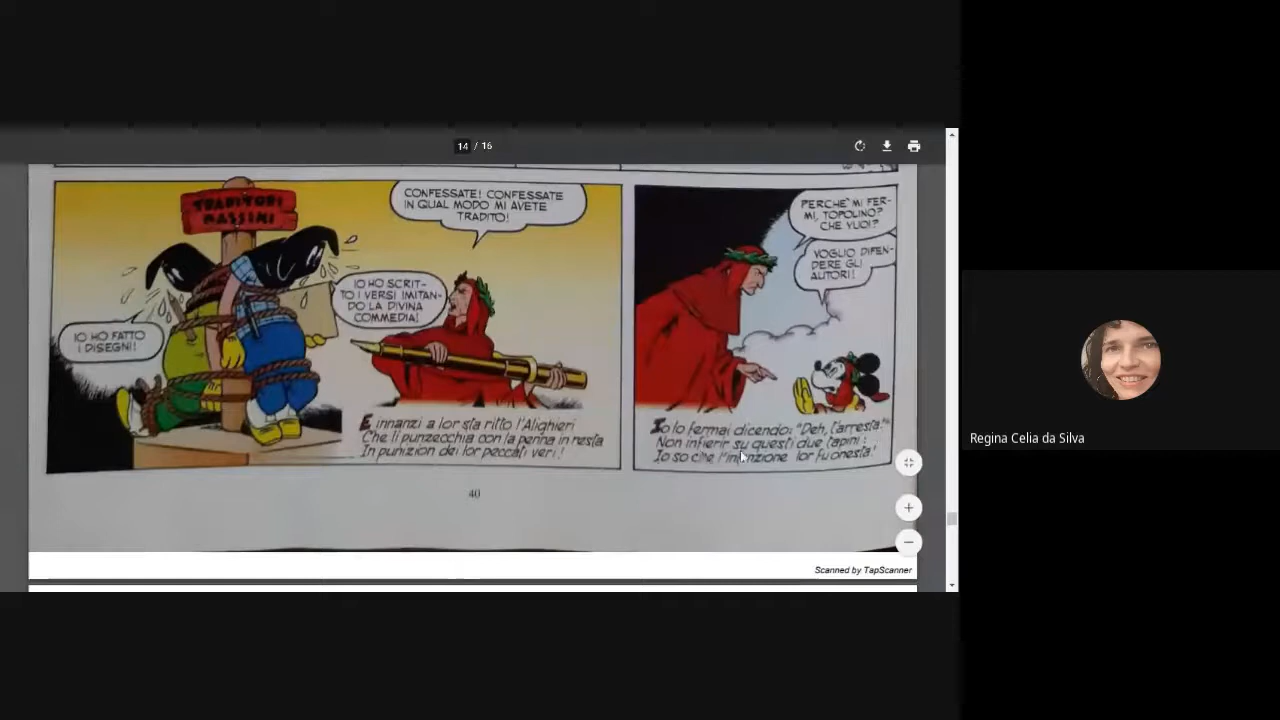 14 / 16
TRADITORI
MASSIMI
CONFESSATE! CONFESSATE
IN QUAL MODO MI AVETE
TRADITO!
IO HO SCRIT-
TO I VERSI IMITAN-
DO LA DIVINA
COMMEDIA!
IO HO FATTO
I DISEGNI!
E innanzi a lor sta ritto l'Alighieri
Che li punzecchia con la penna in resta
In punizion dei lor peccati veri!
PERCHE' MI FER-
MI, TOPOLINO?
CHE VUOI?
VOGLIO DIFEN-
DERE GLI
AUTORI!
Io lo fermai dicendo: "Deh, t'arresta!"
Non infierir su questi due tapini:
Io so che l'intenzione lor fu onesta!
40
Scanned by TapScanner
Regina Celia da Silva